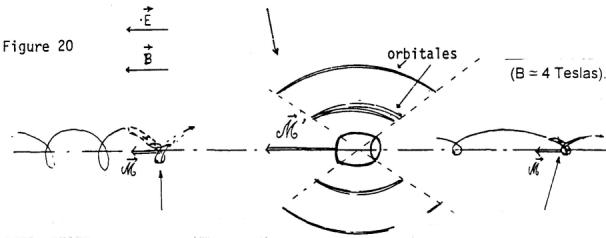 E
Figure 20
B
orbitales
(B ≃ 4 Teslas).
ℳ
ℳ
ℳ